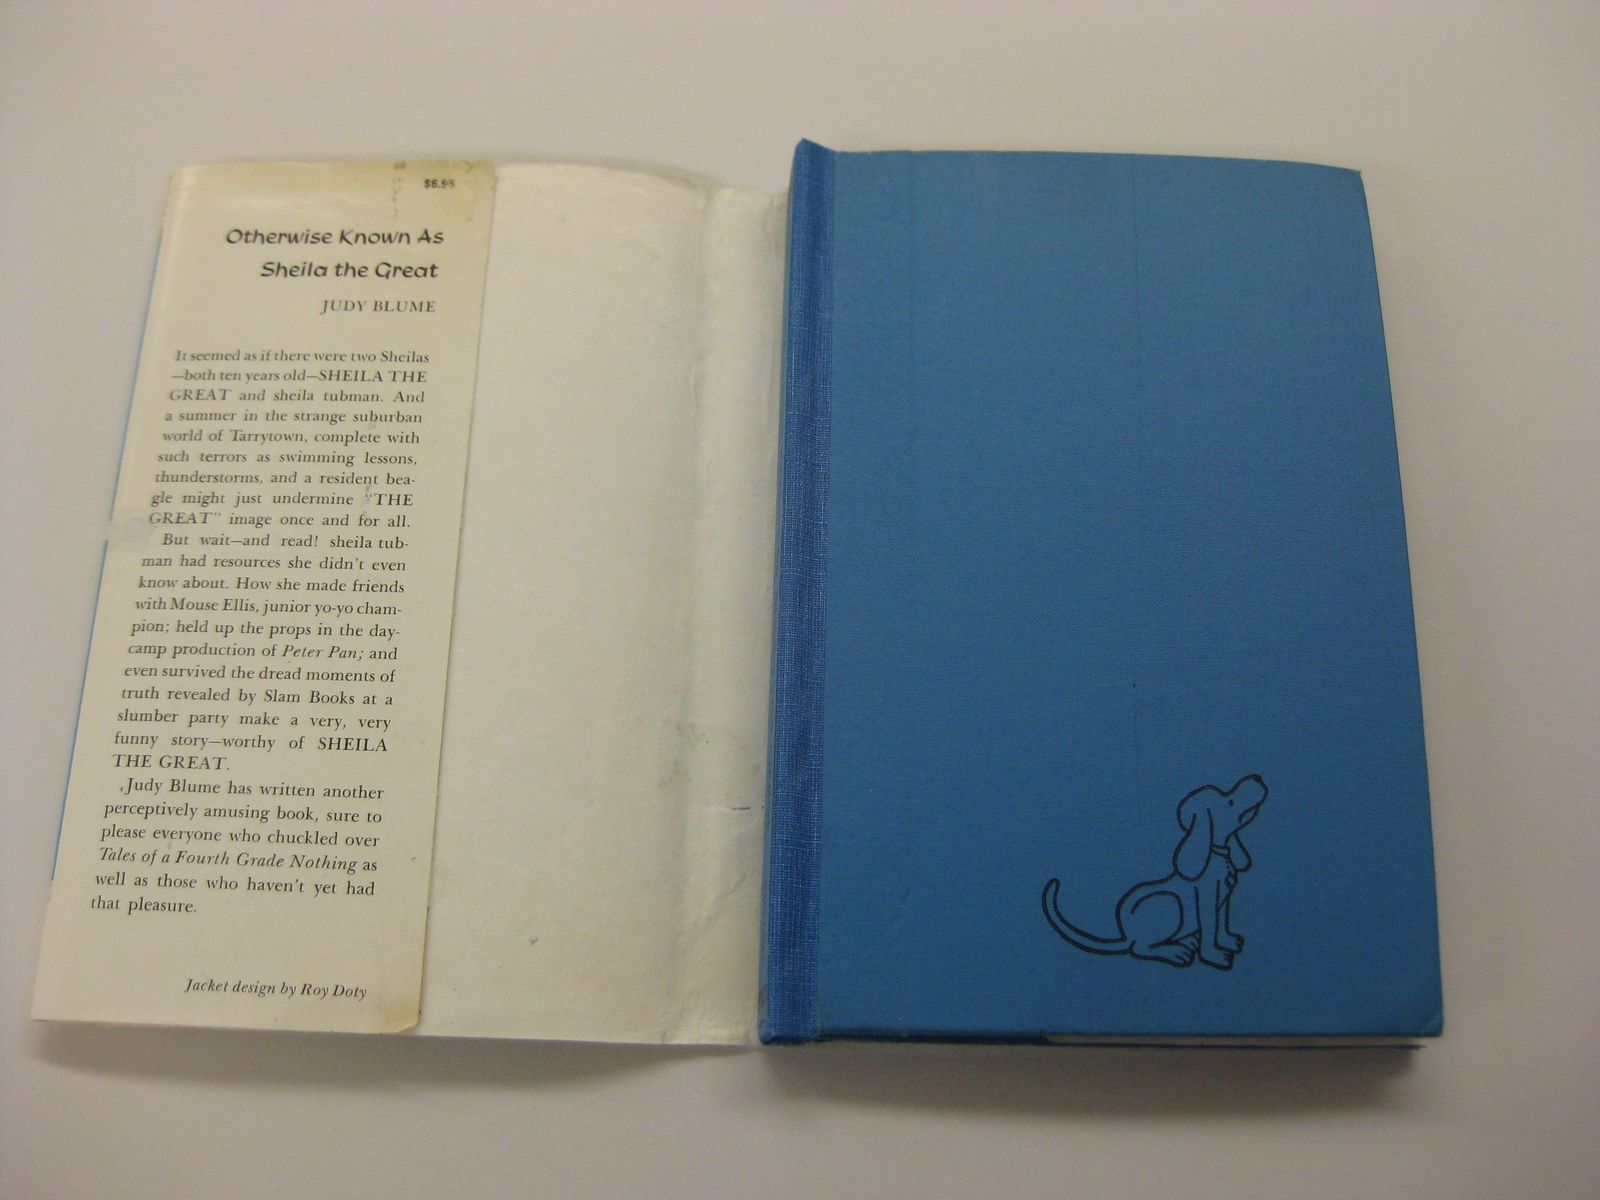 $6.95
Otherwise Known As
Sheila the Great
JUDY BLUME
It seemed as if there were two Sheilas
—both ten years old—SHEILA THE
GREAT and sheila tubman. And
a summer in the strange suburban
world of Tarrytown, complete with
such terrors as swimming lessons,
thunderstorms, and a resident bea-
gle might just undermine "THE
GREAT" image once and for all.
But wait—and read! sheila tub-
man had resources she didn't even
know about. How she made friends
with Mouse Ellis, junior yo-yo cham-
pion; held up the props in the day-
camp production of Peter Pan; and
even survived the dread moments of
truth revealed by Slam Books at a
slumber party make a very, very
funny story—worthy of SHEILA
THE GREAT.
Judy Blume has written another
perceptively amusing book, sure to
please everyone who chuckled over
Tales of a Fourth Grade Nothing as
well as those who haven't yet had
that pleasure.
Jacket design by Roy Doty